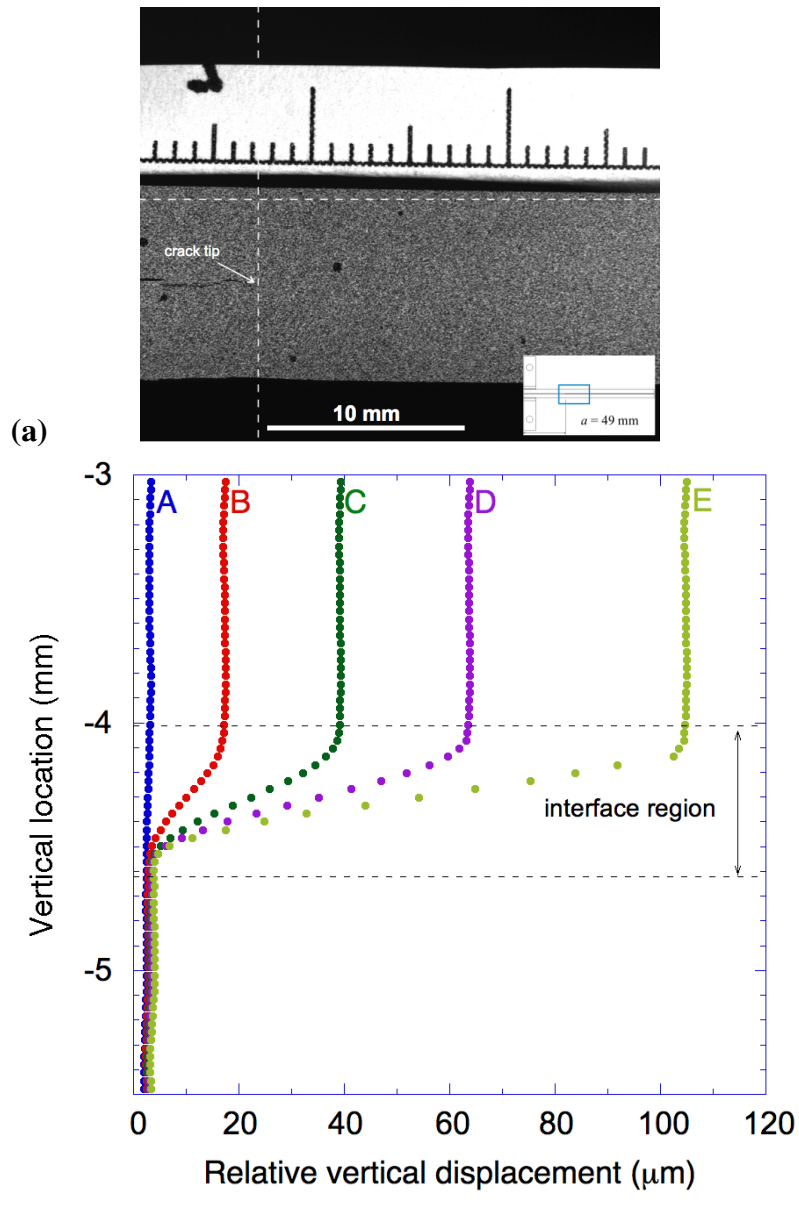 crack tip
10 mm
a = 49 mm
(a)
-3
A
B
C
D
E
-4
interface region
-5
Vertical location (mm)
0 20 40 60 80 100 120
Relative vertical displacement (μm)